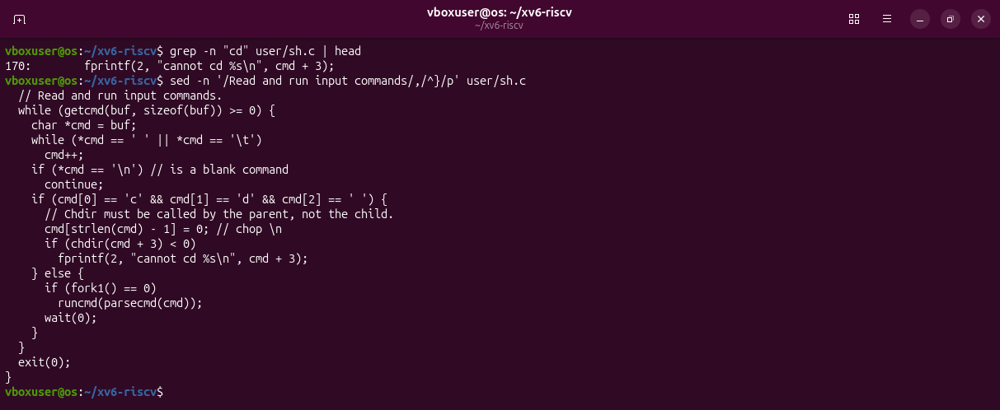 vboxuser@os: ~/xv6-riscv
~/xv6-riscv
vboxuser@os:~/xv6-riscv$ grep -n "cd" user/sh.c | head
170:        fprintf(2, "cannot cd %s\n", cmd + 3);
vboxuser@os:~/xv6-riscv$ sed -n '/Read and run input commands/,/^}/p' user/sh.c
  // Read and run input commands.
  while (getcmd(buf, sizeof(buf)) >= 0) {
    char *cmd = buf;
    while (*cmd == ' ' || *cmd == '\t')
      cmd++;
    if (*cmd == '\n') // is a blank command
      continue;
    if (cmd[0] == 'c' && cmd[1] == 'd' && cmd[2] == ' ') {
      // Chdir must be called by the parent, not the child.
      cmd[strlen(cmd) - 1] = 0; // chop \n
      if (chdir(cmd + 3) < 0)
        fprintf(2, "cannot cd %s\n", cmd + 3);
    } else {
      if (fork1() == 0)
        runcmd(parsecmd(cmd));
      wait(0);
    }
  }
  exit(0);
}
vboxuser@os:~/xv6-riscv$